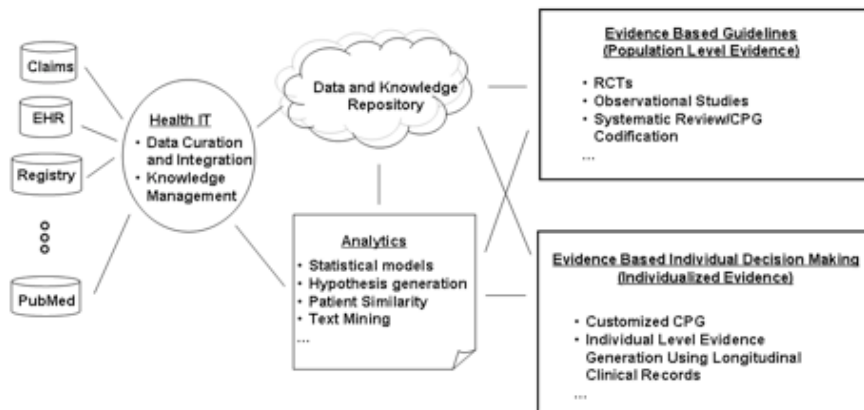 Claims
EHR
Registry
PubMed
Health IT
• Data Curation
and Integration
• Knowledge
Management
Data and Knowledge
Repository
Analytics
• Statistical models
• Hypothesis generation
• Patient Similarity
• Text Mining
...
Evidence Based Guidelines
(Population Level Evidence)
• RCTs
• Observational Studies
• Systematic Review/CPG
Codification
...
Evidence Based Individual Decision Making
(Individualized Evidence)
• Customized CPG
• Individual Level Evidence
Generation Using Longitudinal
Clinical Records
...